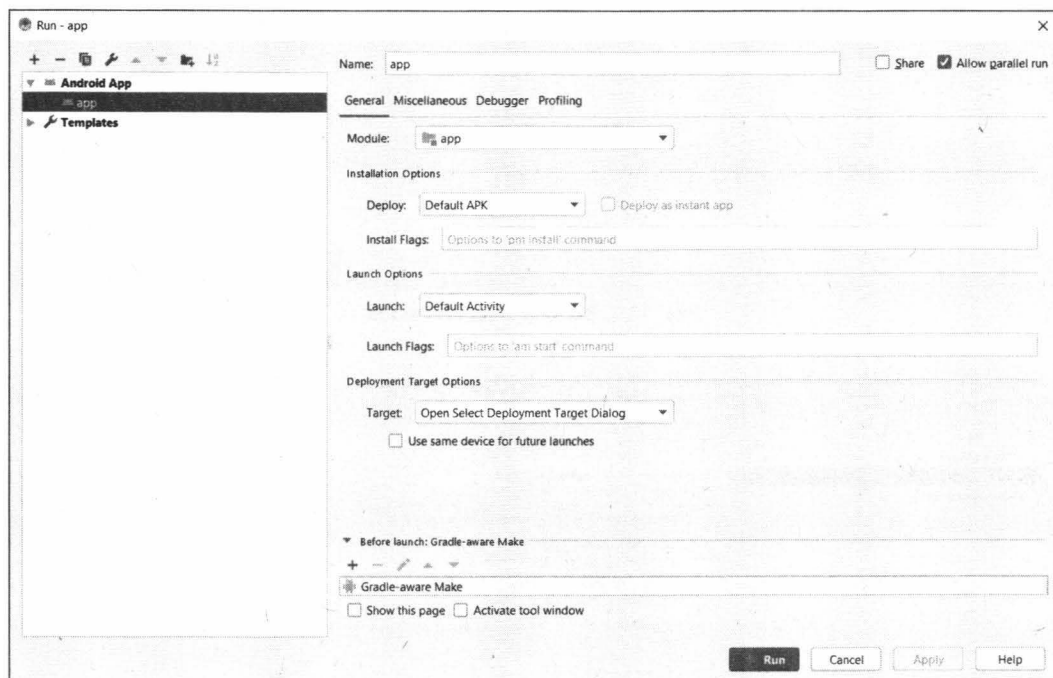 Run - app
Name: app Share Allow parallel run
Android App
app
Templates
General Miscellaneous Debugger Profiling
Module: app
Installation Options
Deploy: Default APK Deploy as instant app
Install Flags: Options to 'pm install' command
Launch Options
Launch: Default Activity
Launch Flags: Options to 'am start' command
Deployment Target Options
Target: Open Select Deployment Target Dialog
Use same device for future launches
Before launch: Gradle-aware Make
Gradle-aware Make
Show this page Activate tool window
Run Cancel Apply Help